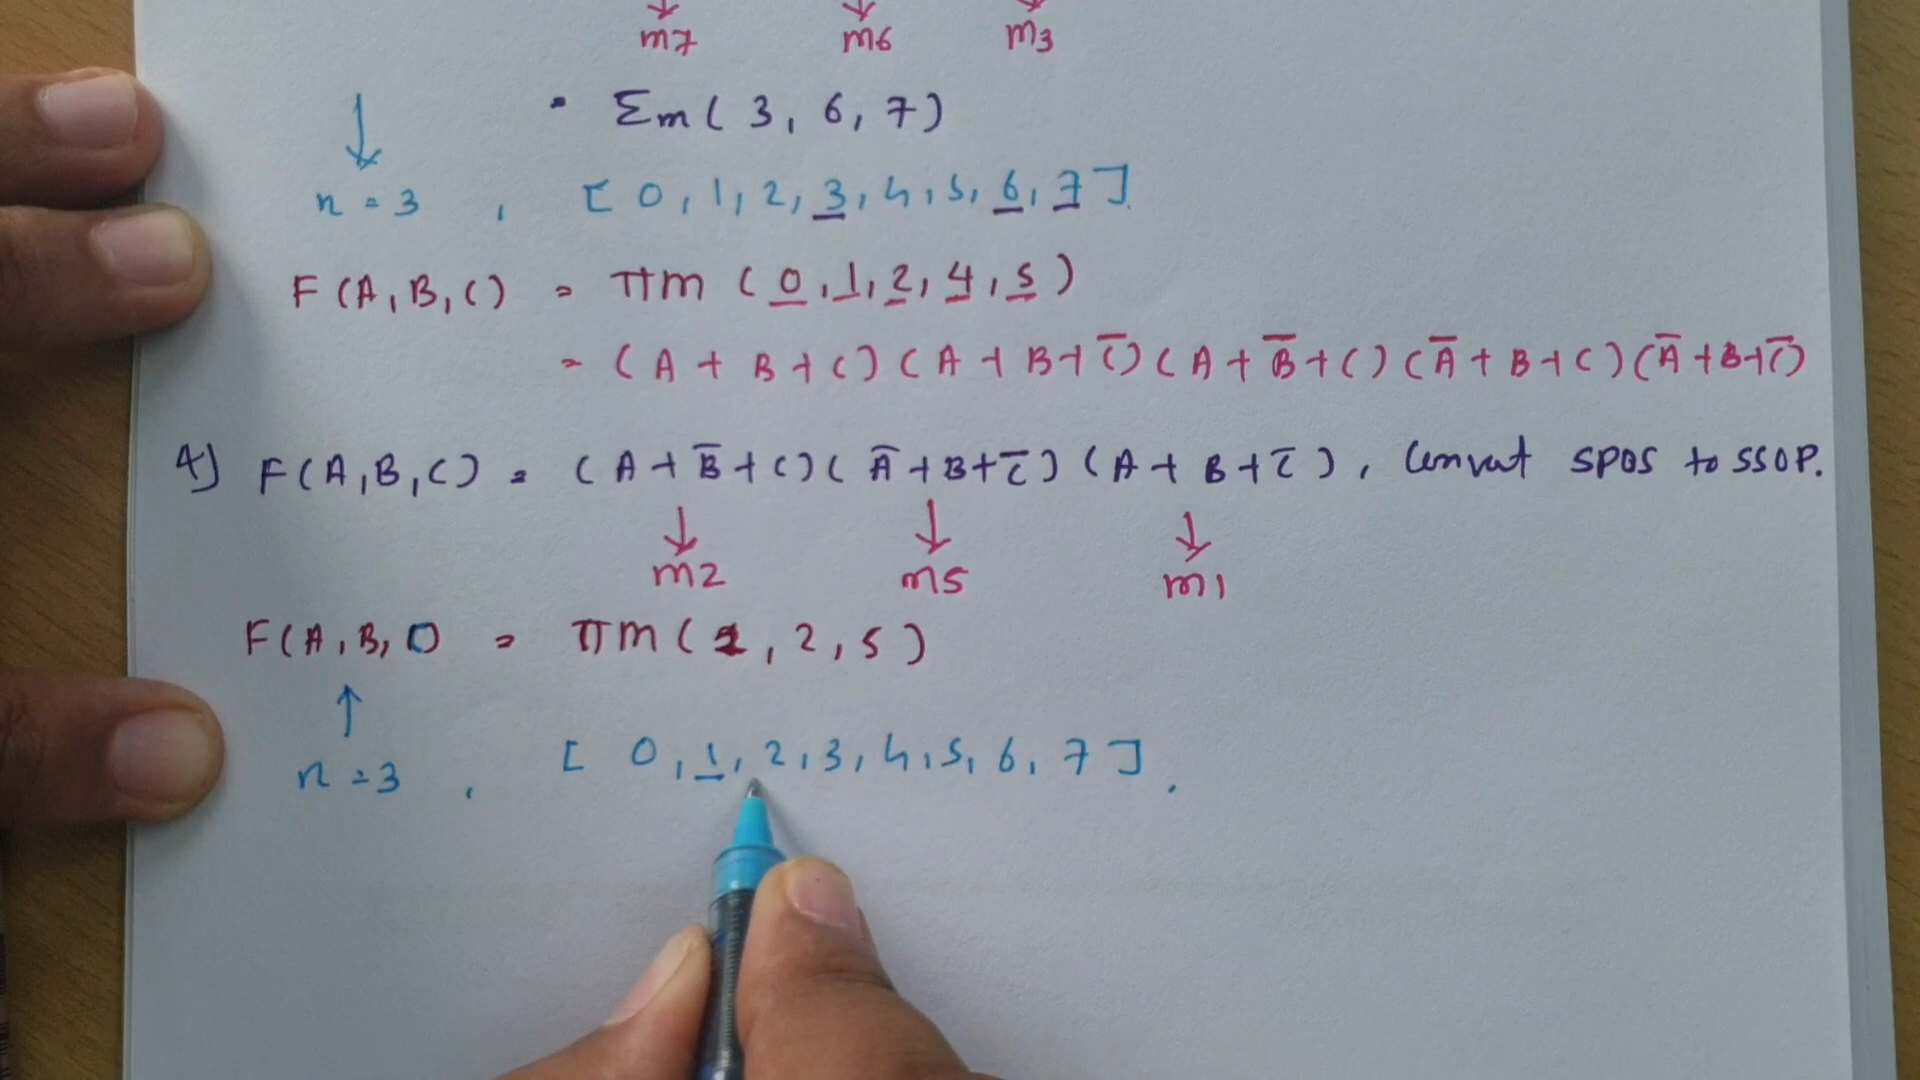 ↓ ↓ ↓
m7 m6 m3
↓ = Σm ( 3, 6, 7)
n = 3 , [ 0, 1, 2, 3, 4, 5, 6, 7 ]
F (A, B, C) = πm ( 0, 1, 2, 4, 5 )
= ( A + B + C) ( A + B + C̅) ( A + B̅ + C) ( A̅ + B + C) ( A̅ + B + C̅)
4) F(A, B, C) = ( A + B̅ + C) ( A̅ + B + C̅) ( A + B + C̅) , Convert SPOS to SSOP.
↓ ↓ ↓
m2 m5 m1
F(A, B, C) = πm ( 1, 2, 5 )
↑
n = 3 , [ 0, 1, 2, 3, 4, 5, 6, 7 ] .